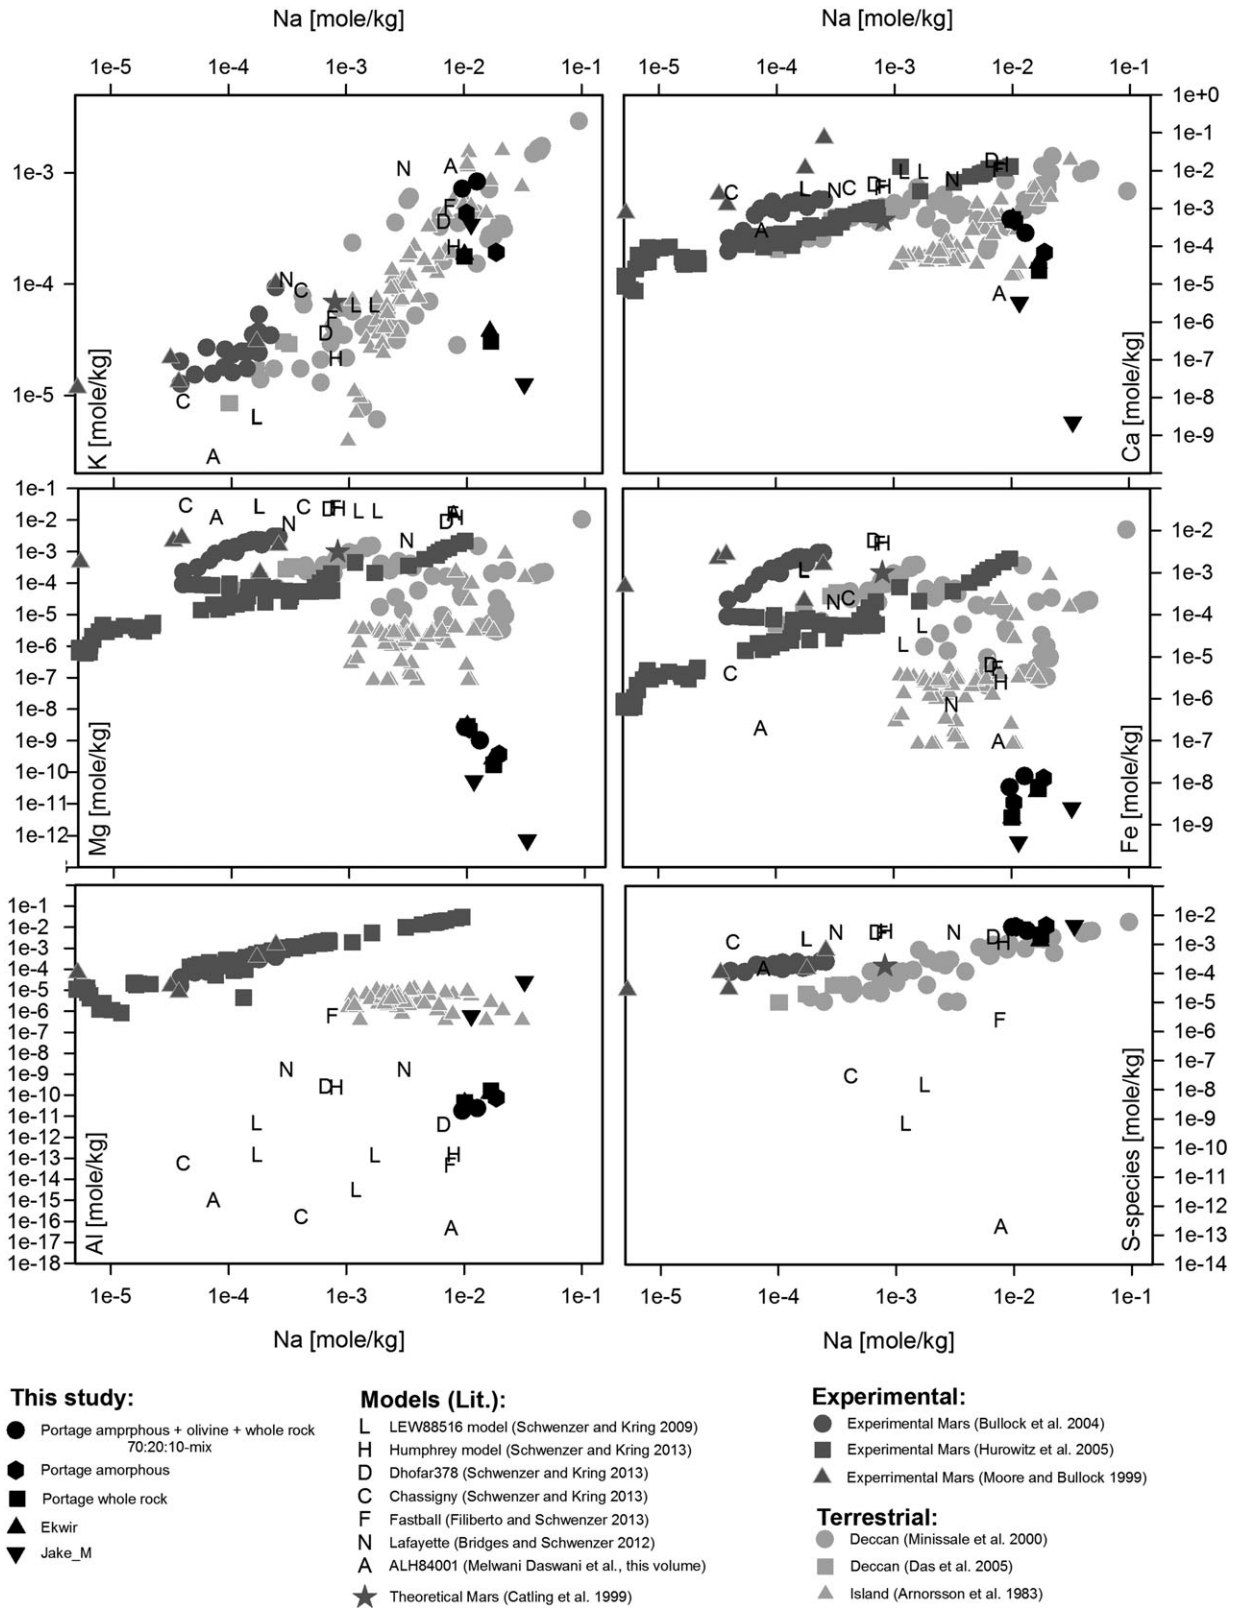 Na [mole/kg]
Na [mole/kg]
1e-5 1e-4 1e-3 1e-2 1e-1
1e-5 1e-4 1e-3 1e-2 1e-1
1e-3
1e-4
1e-5
K [mole/kg]
N A F D H N C L L F D H C L A
1e+0
1e-1
1e-2
1e-3
1e-4
1e-5
1e-6
1e-7
1e-8
1e-9
Ca [mole/kg]
C L N C D F H L L N D F H A A
1e-1
1e-2
1e-3
1e-4
1e-5
1e-6
1e-7
1e-8
1e-9
1e-10
1e-11
1e-12
Mg [mole/kg]
C A L N C D F H L L N D F A H
1e-2
1e-3
1e-4
1e-5
1e-6
1e-7
1e-8
1e-9
Fe [mole/kg]
D F H L N C L L C D F H N A A
1e-1
1e-2
1e-3
1e-4
1e-5
1e-6
1e-7
1e-8
1e-9
1e-10
1e-11
1e-12
1e-13
1e-14
1e-15
1e-16
1e-17
1e-18
Al [mole/kg]
F N N D H L D L L H F C A L C A
1e-2
1e-3
1e-4
1e-5
1e-6
1e-7
1e-8
1e-9
1e-10
1e-11
1e-12
1e-13
1e-14
S-species [mole/kg]
C L N D F H N D H A F C L L A
1e-5 1e-4 1e-3 1e-2 1e-1
1e-5 1e-4 1e-3 1e-2 1e-1
Na [mole/kg]
Na [mole/kg]
This study:
Portage amprphous + olivine + whole rock
70:20:10-mix
Portage amorphous
Portage whole rock
Ekwir
Jake_M
Models (Lit.):
L LEW88516 model (Schwenzer and Kring 2009)
H Humphrey model (Schwenzer and Kring 2013)
D Dhofar378 (Schwenzer and Kring 2013)
C Chassigny (Schwenzer and Kring 2013)
F Fastball (Filiberto and Schwenzer 2013)
N Lafayette (Bridges and Schwenzer 2012)
A ALH84001 (Melwani Daswani et al., this volume)
Theoretical Mars (Catling et al. 1999)
Experimental:
Experimental Mars (Bullock et al. 2004)
Experimental Mars (Hurowitz et al. 2005)
Experrimental Mars (Moore and Bullock 1999)
Terrestrial:
Deccan (Minissale et al. 2000)
Deccan (Das et al. 2005)
Island (Arnorsson et al. 1983)